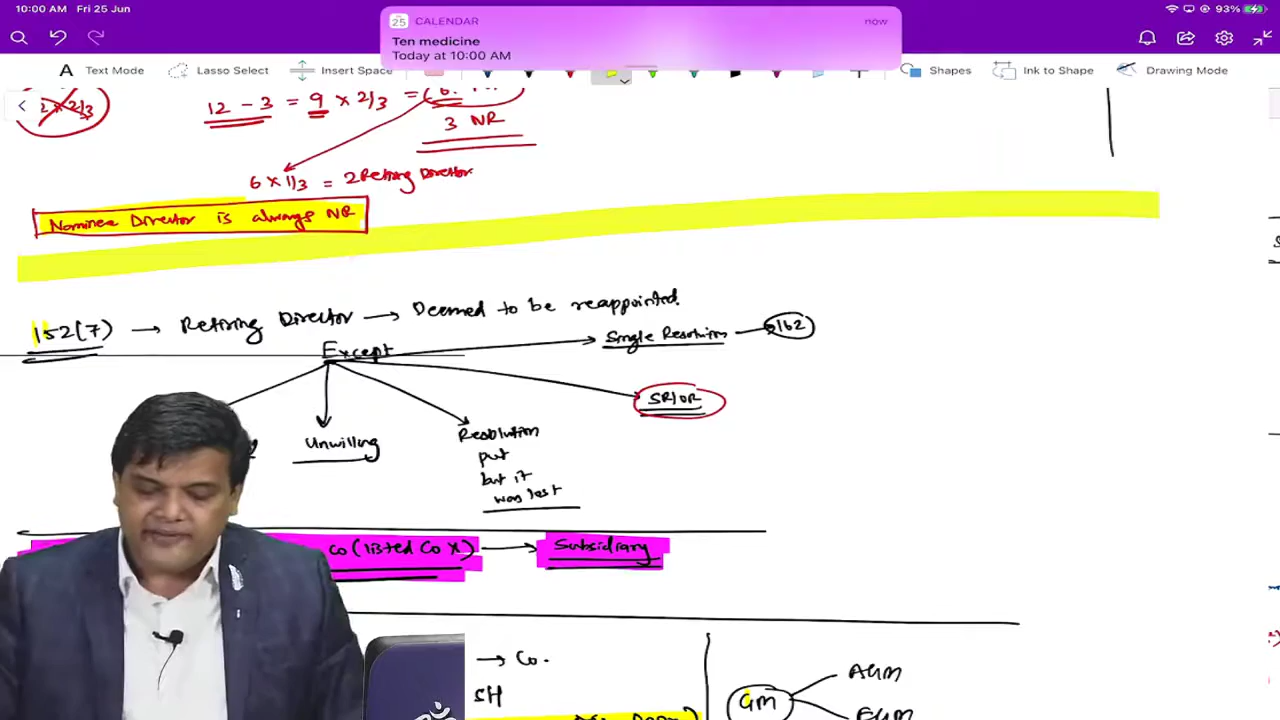 10:00 AM Fri 25 Jun
93%
25
CALENDAR
now
Ten medicine
Today at 10:00 AM
A Text Mode
Lasso Select
Insert Space
Shapes
Ink to Shape
Drawing Mode
12 - 3 = 9 x 2/3 =
3 NR
6 x 1/3 = 2 Retiring Director
Nominee Director is always NR
152(7) → Retiring Director → Deemed to be reappointed.
Except
Single Resolution → 162
SR/OR
Unwilling
Resolution
put
but it
was lost
co (listed Co X) → Subsidiary
→ Co.
SH
GM
AGM
EGM